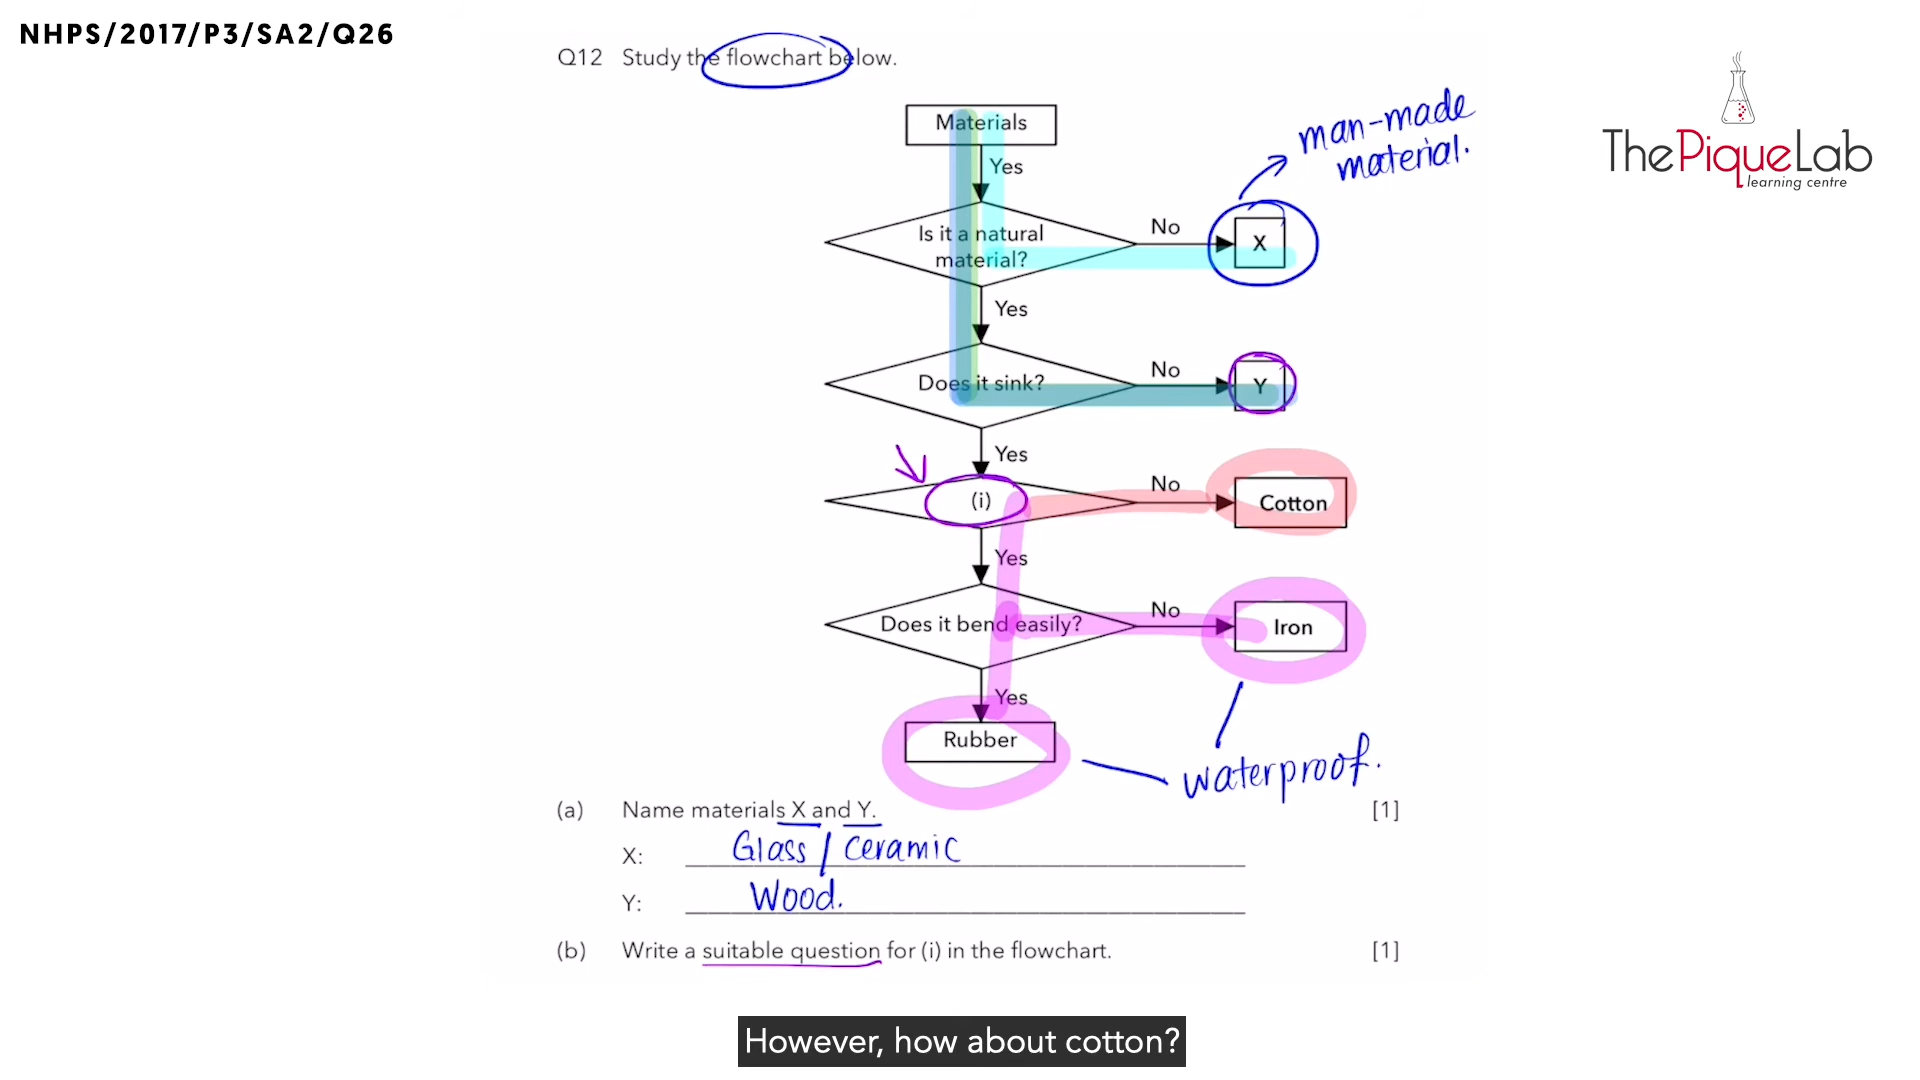 NHPS/2017/P3/SA2/Q26
Q12 Study the flowchart below.
Materials
man-made
material.
ThePiqueLab
learning centre
Yes
Is it a natural
material?
No
X
Yes
Does it sink?
No
Y
Yes
(i)
No
Cotton
Yes
Does it bend easily?
No
Iron
Yes
Rubber
waterproof.
(a) Name materials X and Y. [1]
X: Glass / ceramic
Y: Wood.
(b) Write a suitable question for (i) in the flowchart. [1]
However, how about cotton?